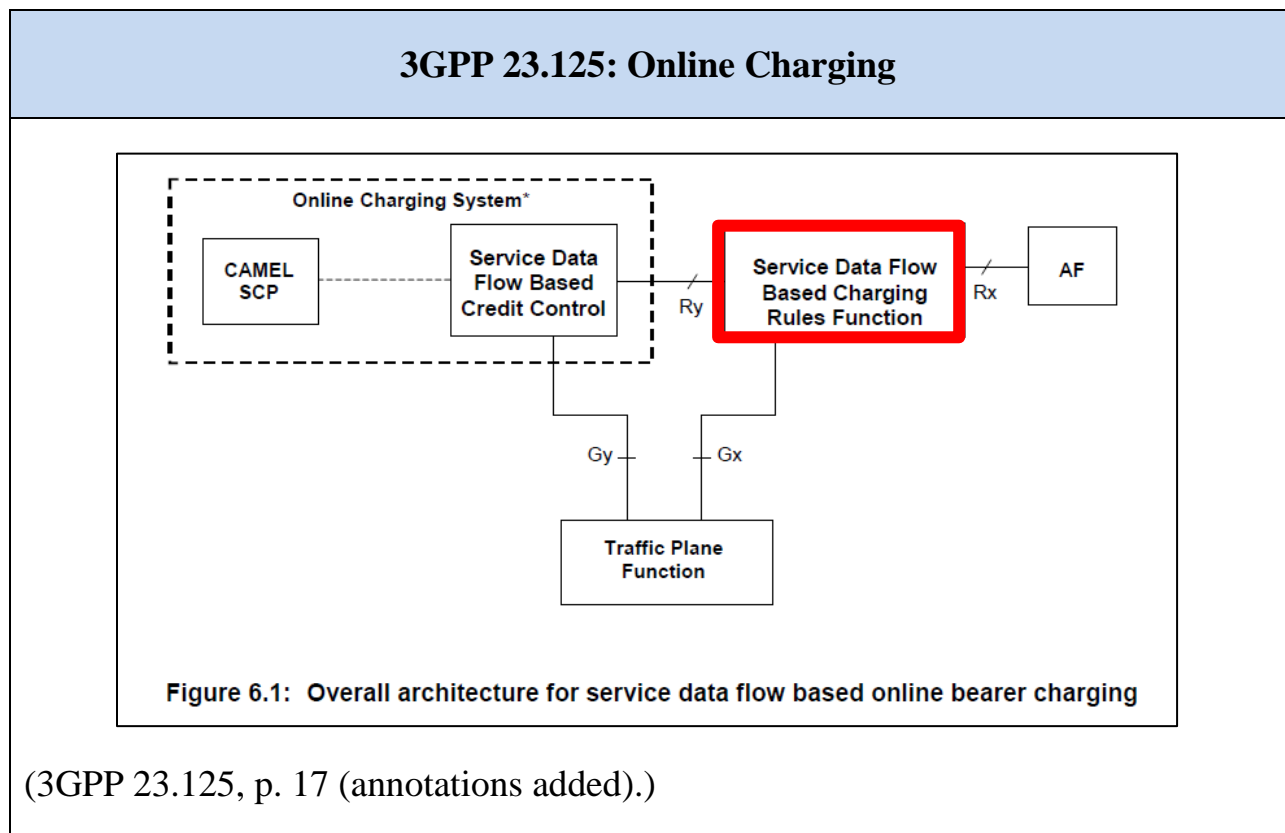 3GPP 23.125: Online Charging
Online Charging System*
CAMEL
SCP
Service Data
Flow Based
Credit Control
Ry
Service Data Flow
Based Charging
Rules Function
Rx
AF
Gy
Gx
Traffic Plane
Function
Figure 6.1: Overall architecture for service data flow based online bearer charging
(3GPP 23.125, p. 17 (annotations added).)